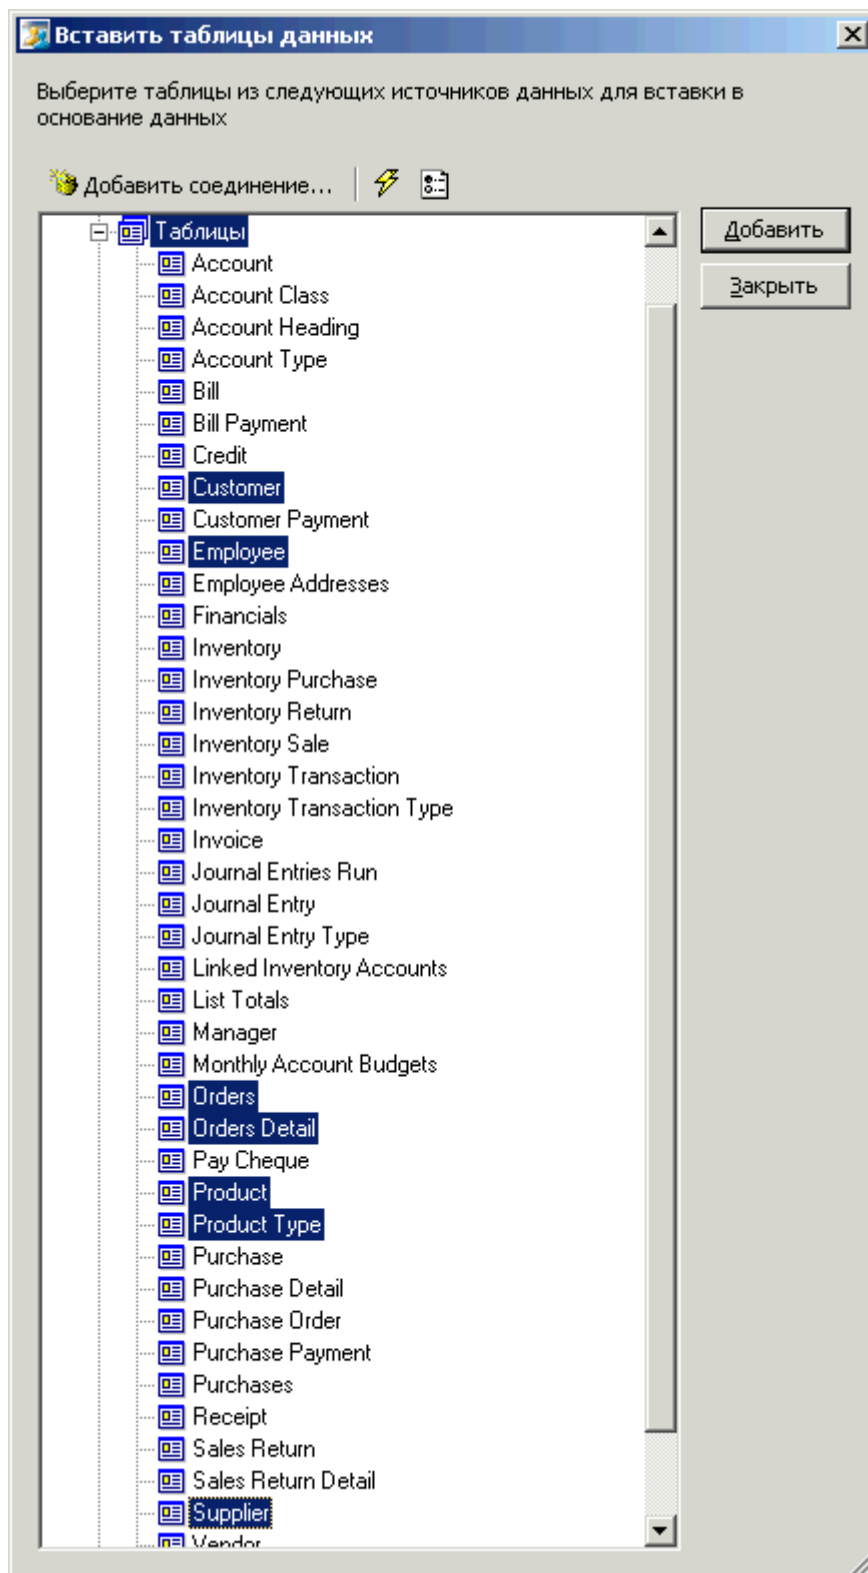 Вставить таблицы данных
Выберите таблицы из следующих источников данных для вставки в
основание данных
Добавить соединение...
Таблицы
Добавить
Account
Закрыть
Account Class
Account Heading
Account Type
Bill
Bill Payment
Credit
Customer
Customer Payment
Employee
Employee Addresses
Financials
Inventory
Inventory Purchase
Inventory Return
Inventory Sale
Inventory Transaction
Inventory Transaction Type
Invoice
Journal Entries Run
Journal Entry
Journal Entry Type
Linked Inventory Accounts
List Totals
Manager
Monthly Account Budgets
Orders
Orders Detail
Pay Cheque
Product
Product Type
Purchase
Purchase Detail
Purchase Order
Purchase Payment
Purchases
Receipt
Sales Return
Sales Return Detail
Supplier
Vendor